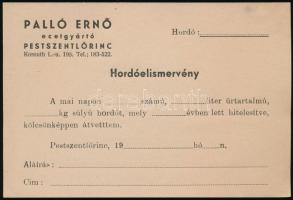 PALLÓ ERNŐ
ecetgyártó
PESTSZENTLŐRINC
Kossuth L.-u. 195. Tel.: 183-522.
Hordó:
Hordóelismervény
A mai napon számú, liter űrtartalmú,
kg súlyú hordót, mely évben lett hitelesítve,
kölcsönképpen átvettem.
Pestszentlőrinc, 19 hó n.
Aláírás:
Cím: